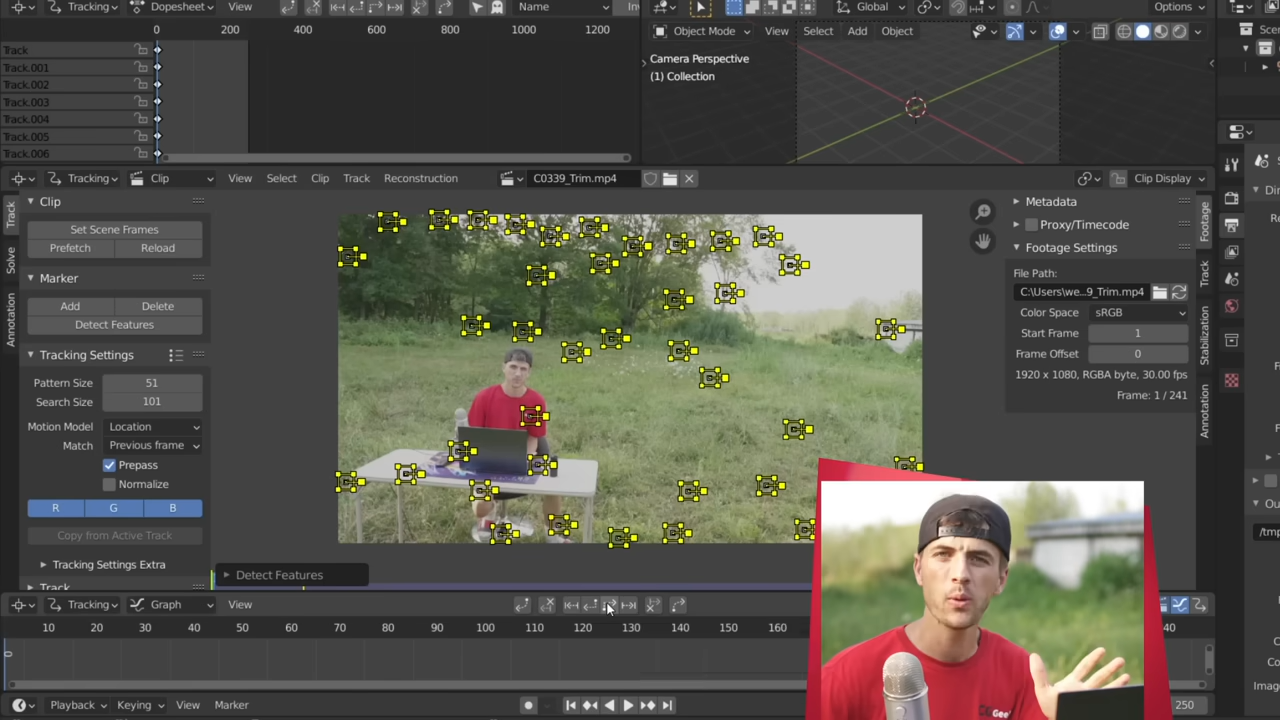 Tracking Dopesheet View Name
Global Options
0 200 400 600 800 1000 1200
Object Mode View Select Add Object
Track
Track.001
Track.002
Track.003
Track.004
Track.005
Track.006
Camera Perspective
(1) Collection
Tracking Clip View Select Clip Track Reconstruction C0339_Trim.mp4 Clip Display
Track
Solve
Annotation
Clip
Set Scene Frames
Prefetch Reload
Marker
Add Delete
Detect Features
Tracking Settings
Pattern Size 51
Search Size 101
Motion Model Location
Match Previous frame
Prepass
Normalize
R G B
Copy from Active Track
Tracking Settings Extra
Track
Detect Features
Metadata
Proxy/Timecode
Footage Settings
File Path:
C:\Users\we...9_Trim.mp4
Color Space sRGB
Start Frame 1
Frame Offset 0
1920 x 1080, RGBA byte, 30.00 fps
Frame: 1 / 241
Footage
Track
Stabilization
Annotation
Tracking Graph View
10 20 30 40 50 60 70 80 90 100 110 120 130 140 150 160
0
Playback Keying View Marker
250